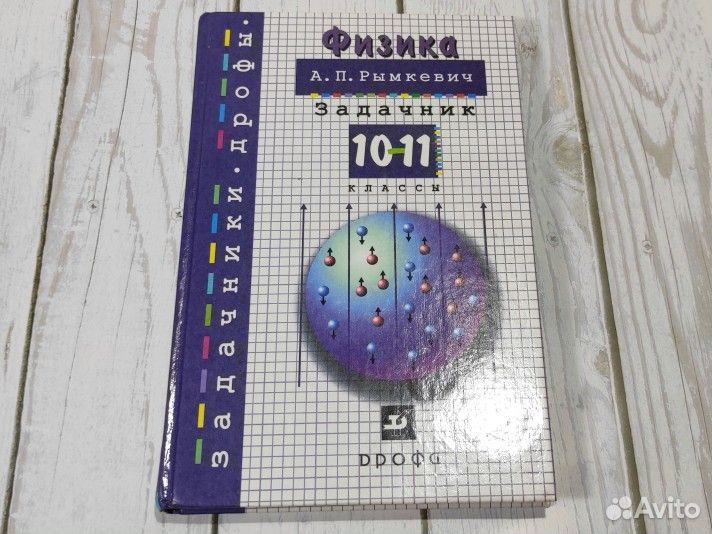 Физика
А.П.Рымкевич
Задачник
10-11
классы
дрофа
задачники.дрофы.
Avito